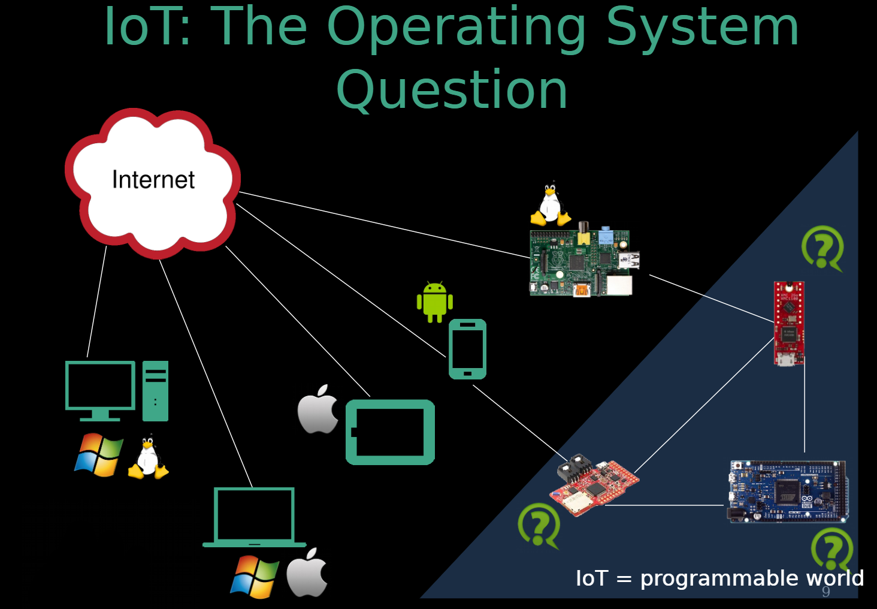 IoT: The Operating System
Question
Internet
IoT = programmable world
9